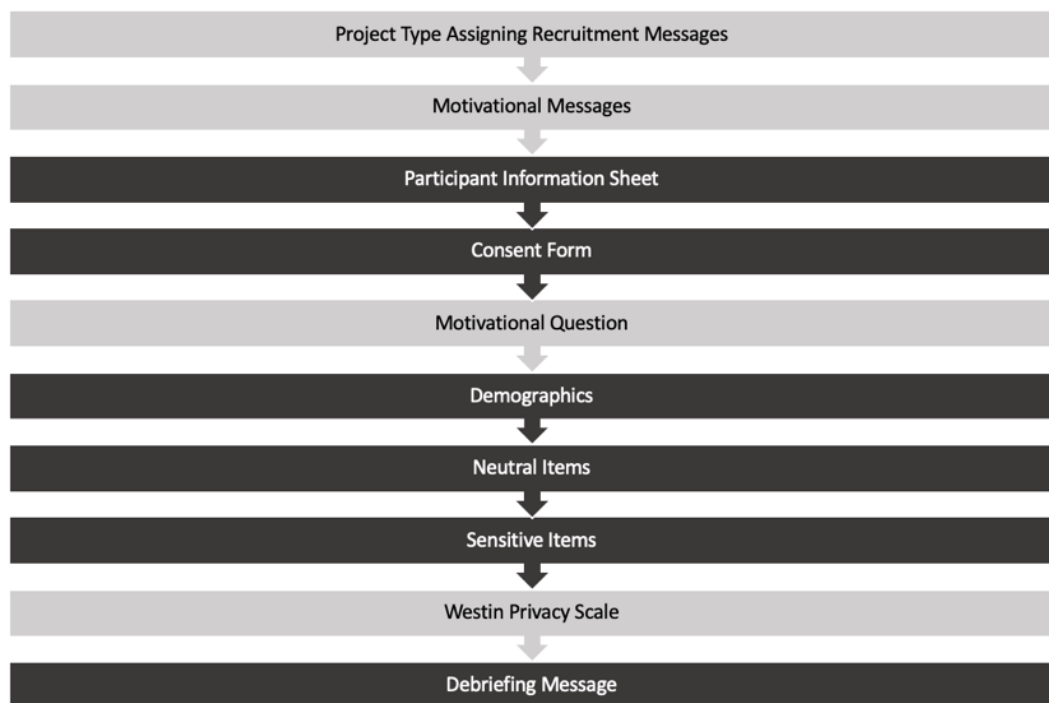 Project Type Assigning Recruitment Messages
Motivational Messages
Participant Information Sheet
Consent Form
Motivational Question
Demographics
Neutral Items
Sensitive Items
Westin Privacy Scale
Debriefing Message